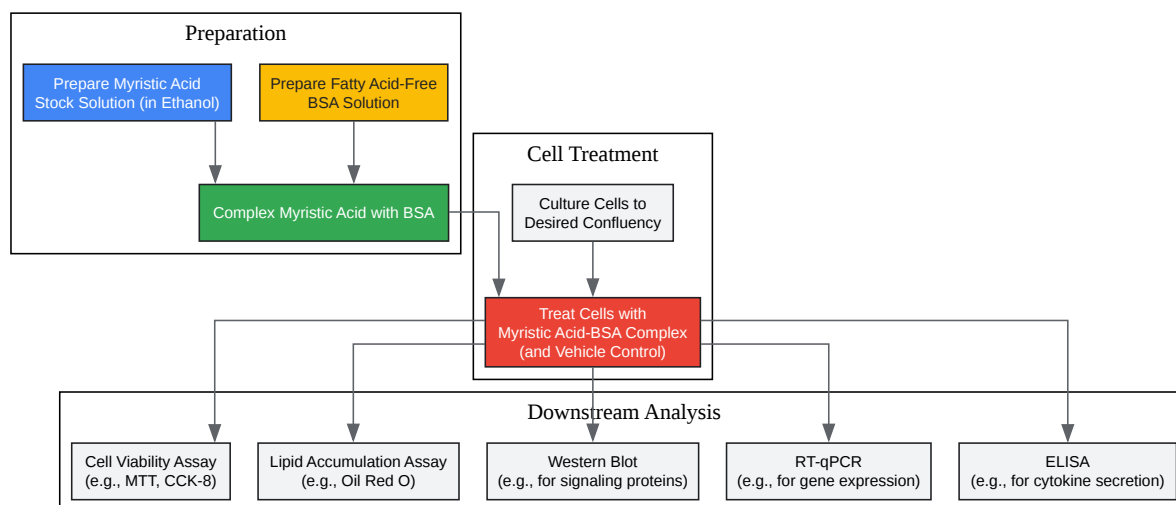 Preparation
Prepare Myristic Acid
Stock Solution (in Ethanol)
Prepare Fatty Acid-Free
BSA Solution
Complex Myristic Acid with BSA
Cell Treatment
Culture Cells to
Desired Confluency
Treat Cells with
Myristic Acid-BSA Complex
(and Vehicle Control)
Downstream Analysis
Cell Viability Assay
(e.g., MTT, CCK-8)
Lipid Accumulation Assay
(e.g., Oil Red O)
Western Blot
(e.g., for signaling proteins)
RT-qPCR
(e.g., for gene expression)
ELISA
(e.g., for cytokine secretion)